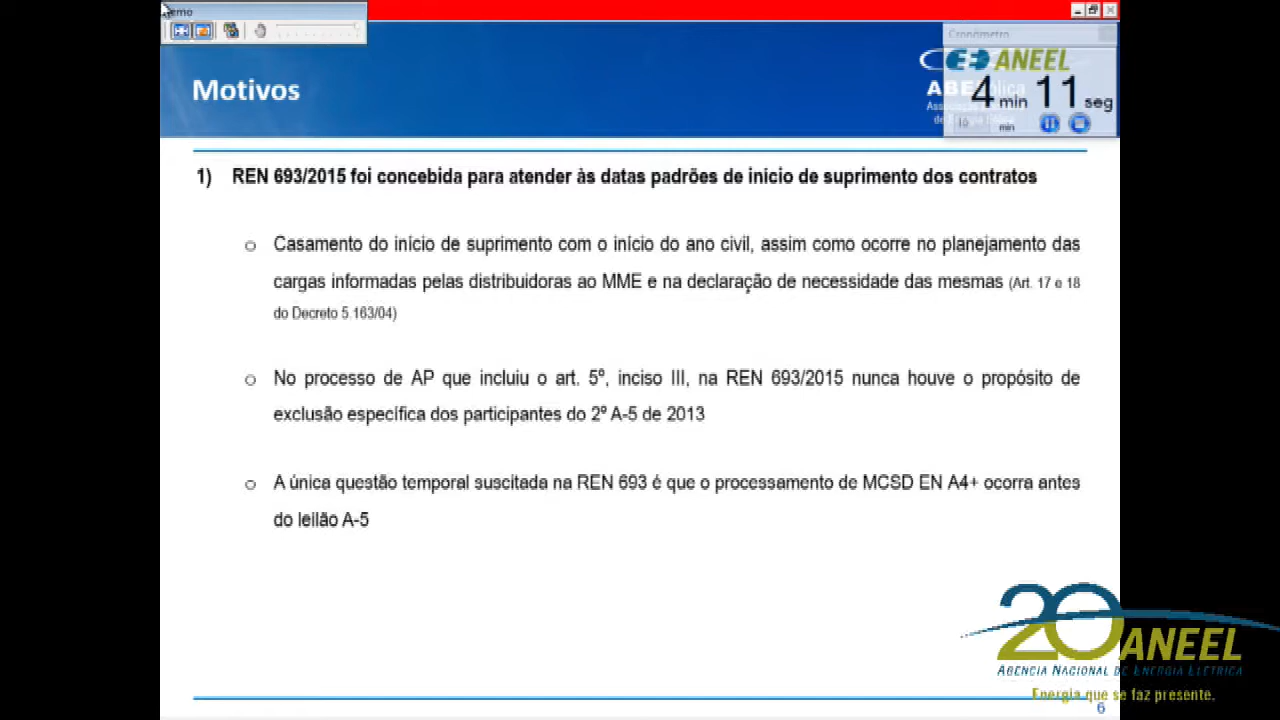 emo
Motivos
Cronômetro
ANEEL
4 min 11 seg
10 min
1) REN 693/2015 foi concebida para atender às datas padrões de inicio de suprimento dos contratos
o Casamento do início de suprimento com o início do ano civil, assim como ocorre no planejamento das
cargas informadas pelas distribuidoras ao MME e na declaração de necessidade das mesmas (Art. 17 e 18
do Decreto 5.163/04)
o No processo de AP que incluiu o art. 5º, inciso III, na REN 693/2015 nunca houve o propósito de
exclusão específica dos participantes do 2º A-5 de 2013
o A única questão temporal suscitada na REN 693 é que o processamento de MCSD EN A4+ ocorra antes
do leilão A-5
20 ANEEL
AGÊNCIA NACIONAL DE ENERGIA ELÉTRICA
Energia que se faz presente.
6